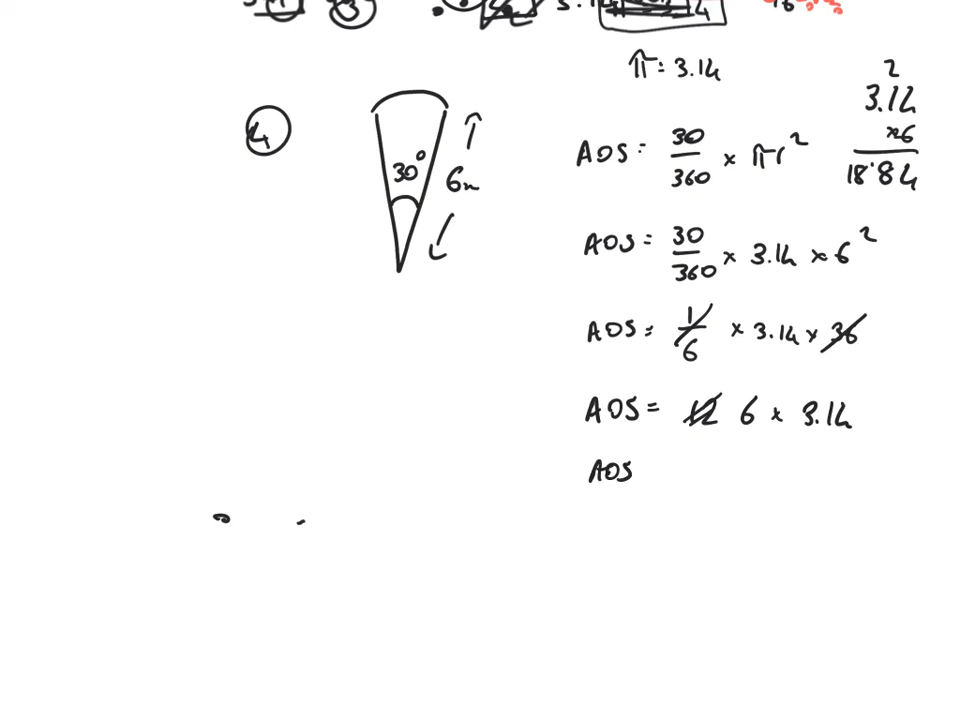 π = 3.14
4
30°
6m
AOS = 30/360 × πr²
2
3.14
×6
18.84
AOS = 30/360 × 3.14 × 6²
AOS = 1/6 × 3.14 × 36
AOS = 12 6 × 3.14
AOS